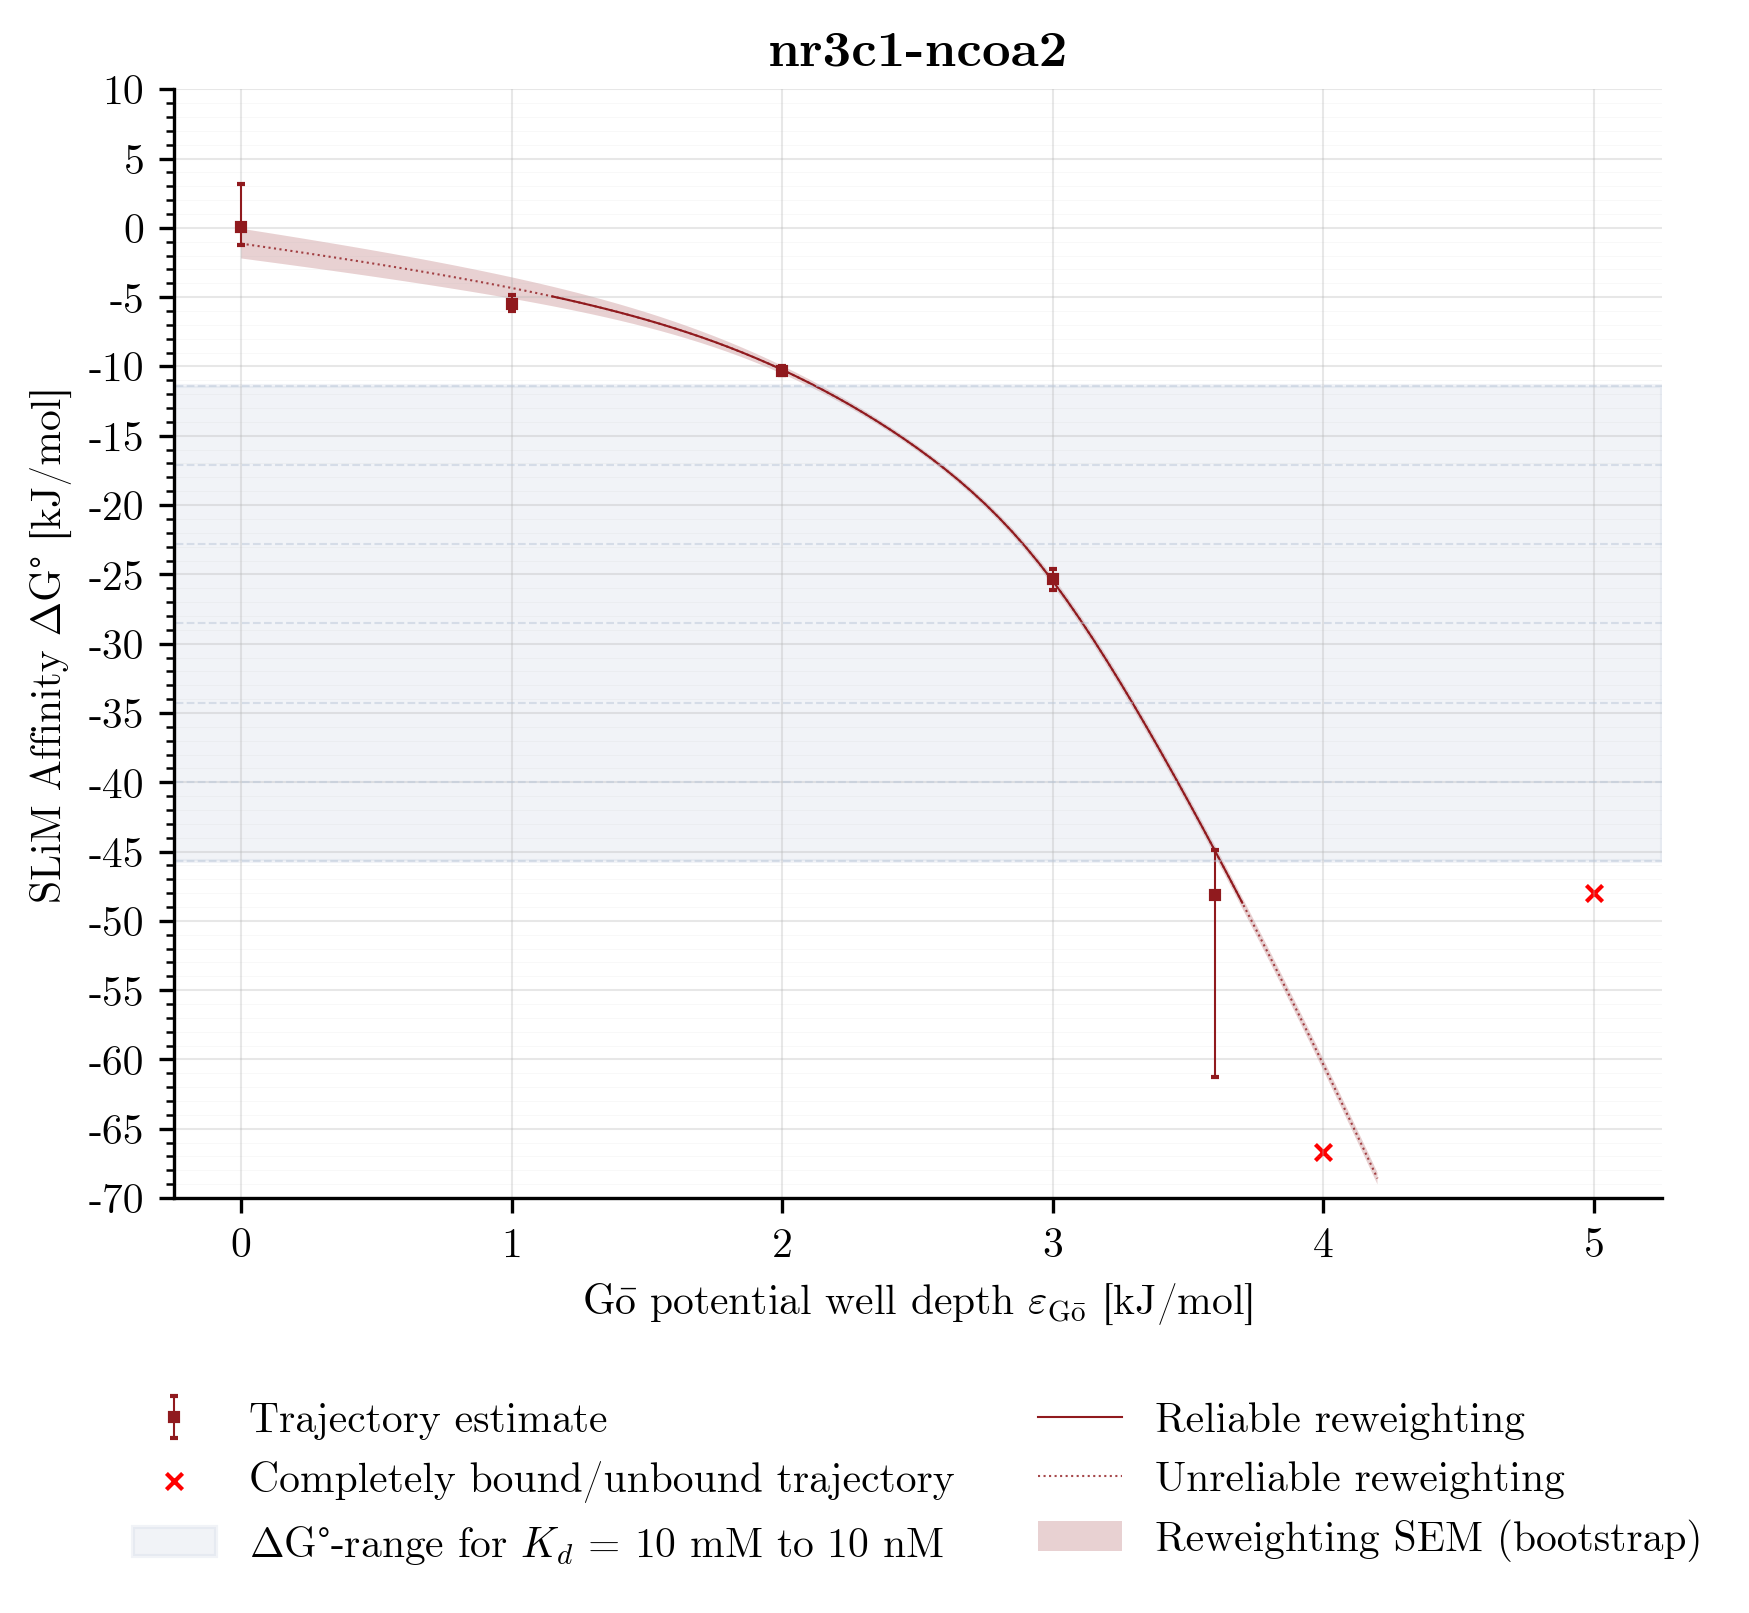 nr3c1-ncoa2
10
5
0
-5
-10
-15
-20
-25
-30
-35
-40
-45
-50
-55
-60
-65
-70
SLiM Affinity ΔG° [kJ/mol]
0 1 2 3 4 5
Gō potential well depth εGō [kJ/mol]
Trajectory estimate
Completely bound/unbound trajectory
ΔG°-range for Kd = 10 mM to 10 nM
Reliable reweighting
Unreliable reweighting
Reweighting SEM (bootstrap)